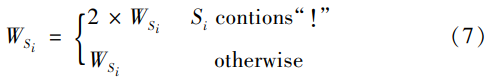 W_{S_i} = { 2 × W_{S_i}   S_i contions“!”
W_{S_i}   otherwise   (7)